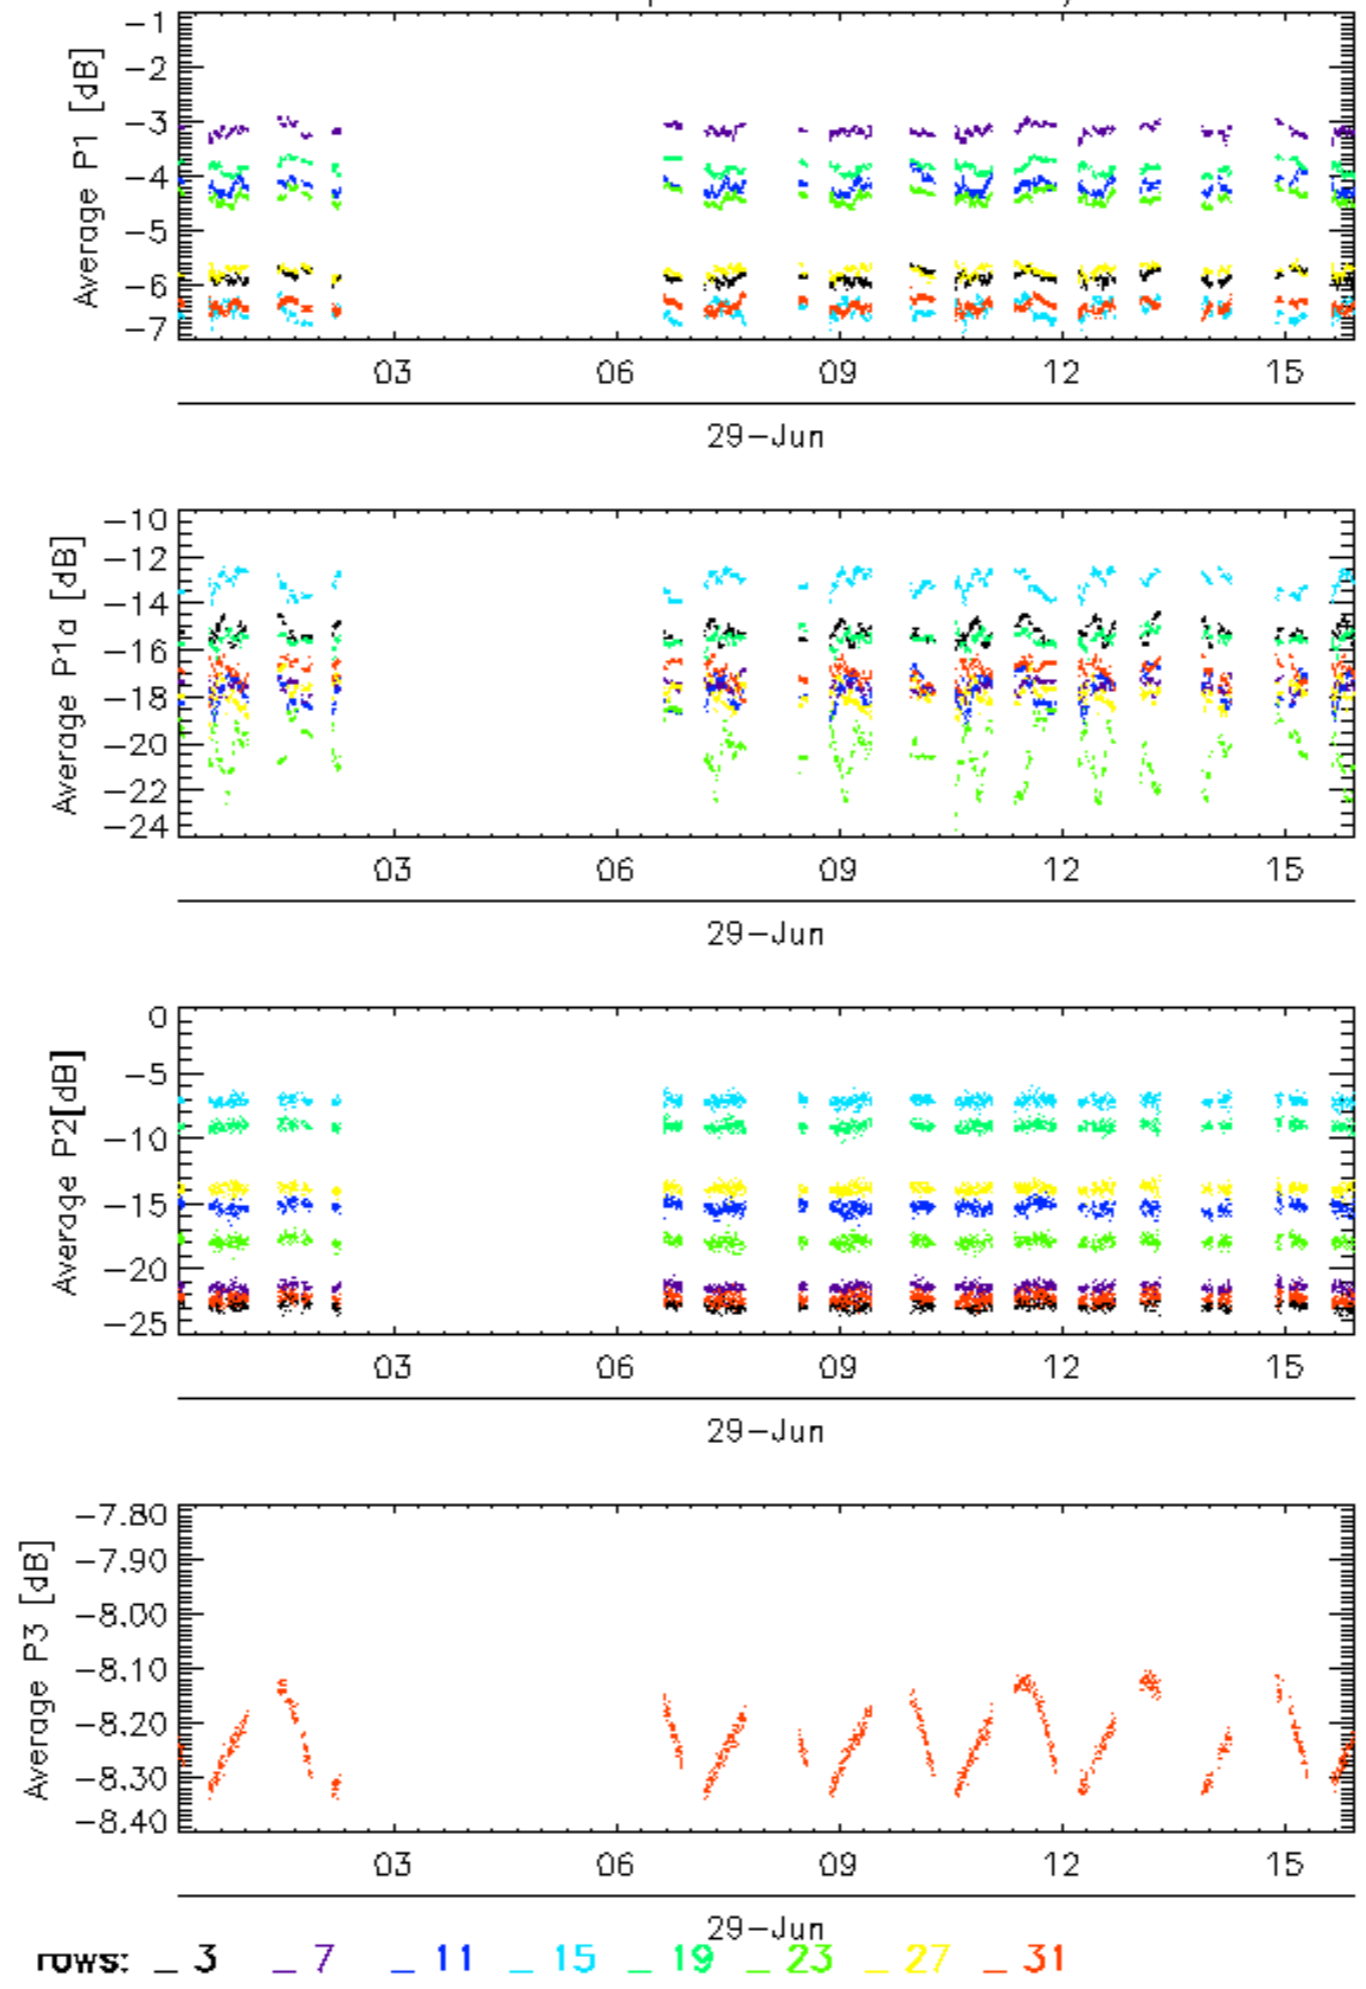 Average P1 [dB]
-1
-2
-3
-4
-5
-6
-7
03 06 09 12 15
29-Jun
Average P1a [dB]
-10
-12
-14
-16
-18
-20
-22
-24
03 06 09 12 15
29-Jun
Average P2[dB]
0
-5
-10
-15
-20
-25
03 06 09 12 15
29-Jun
Average P3 [dB]
-7.80
-7.90
-8.00
-8.10
-8.20
-8.30
-8.40
03 06 09 12 15
29-Jun
rows: _ 3 _ 7 _ 11 _ 15 _ 19 _ 23 _ 27 _ 31